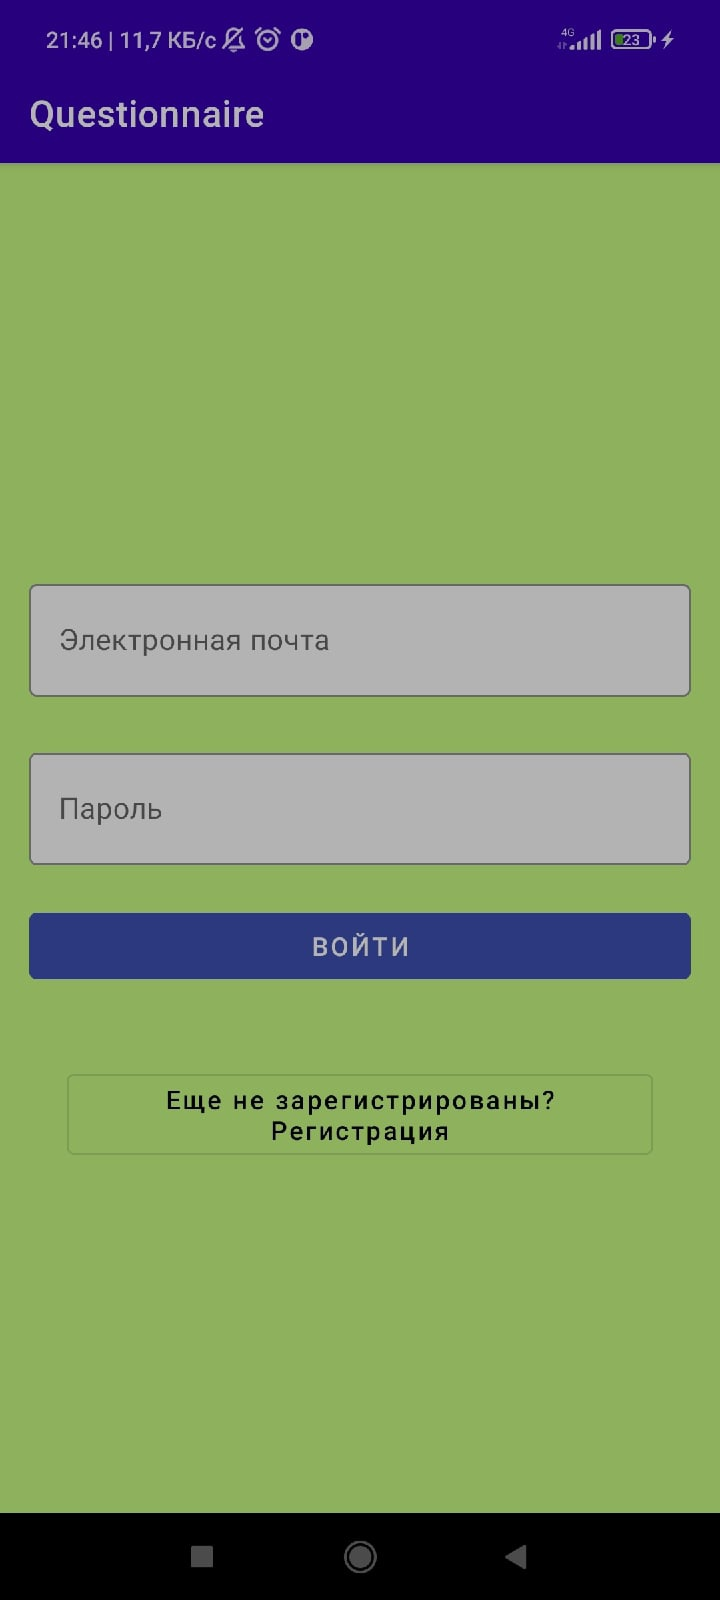 21:46 | 11,7 КБ/с 4G 23
Questionnaire
Электронная почта
Пароль
ВОЙТИ
Еще не зарегистрированы?
Регистрация